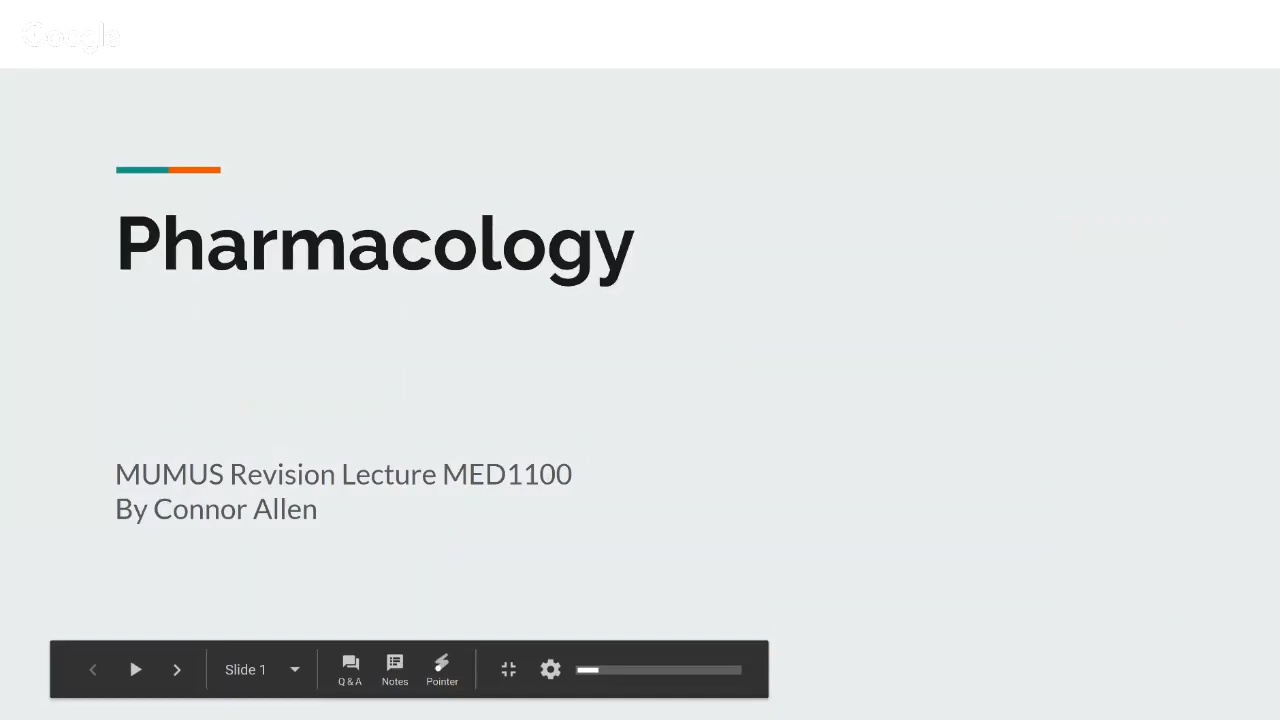 Google
Pharmacology
MUMUS Revision Lecture MED1100
By Connor Allen
Slide 1
Q & A
Notes
Pointer